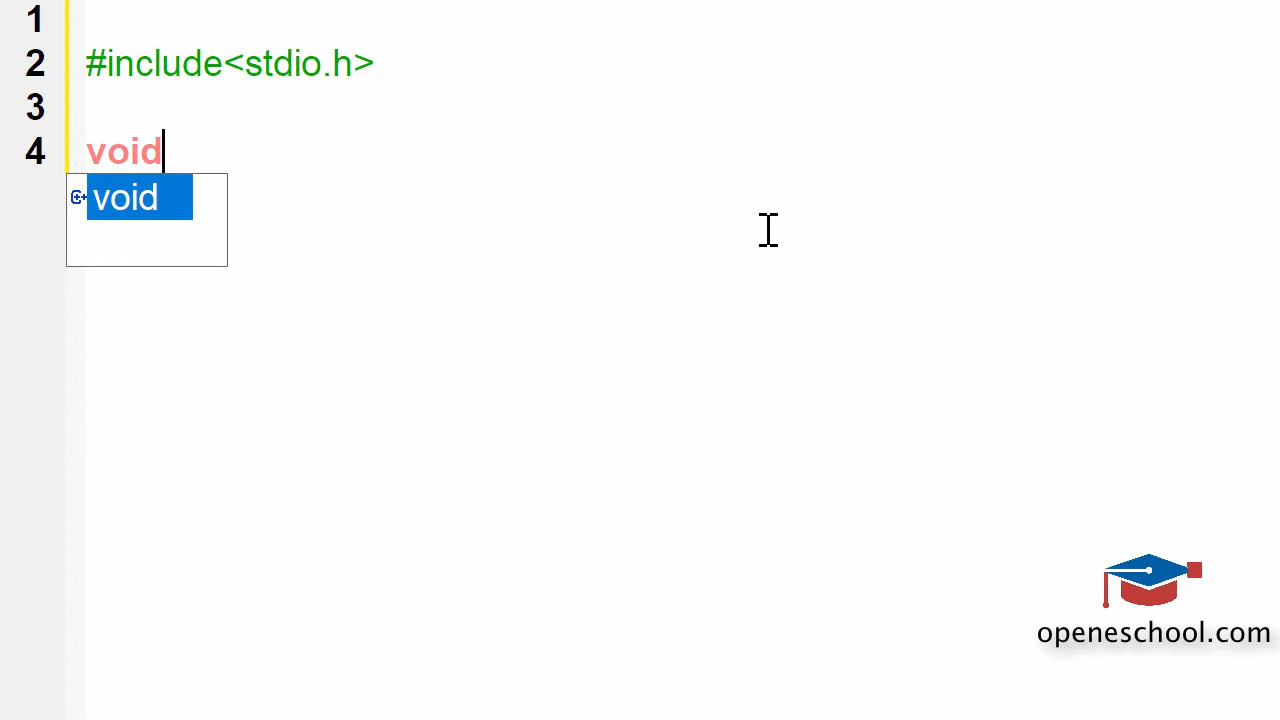 1
2 #include<stdio.h>
3
4 void
void
openeschool.com